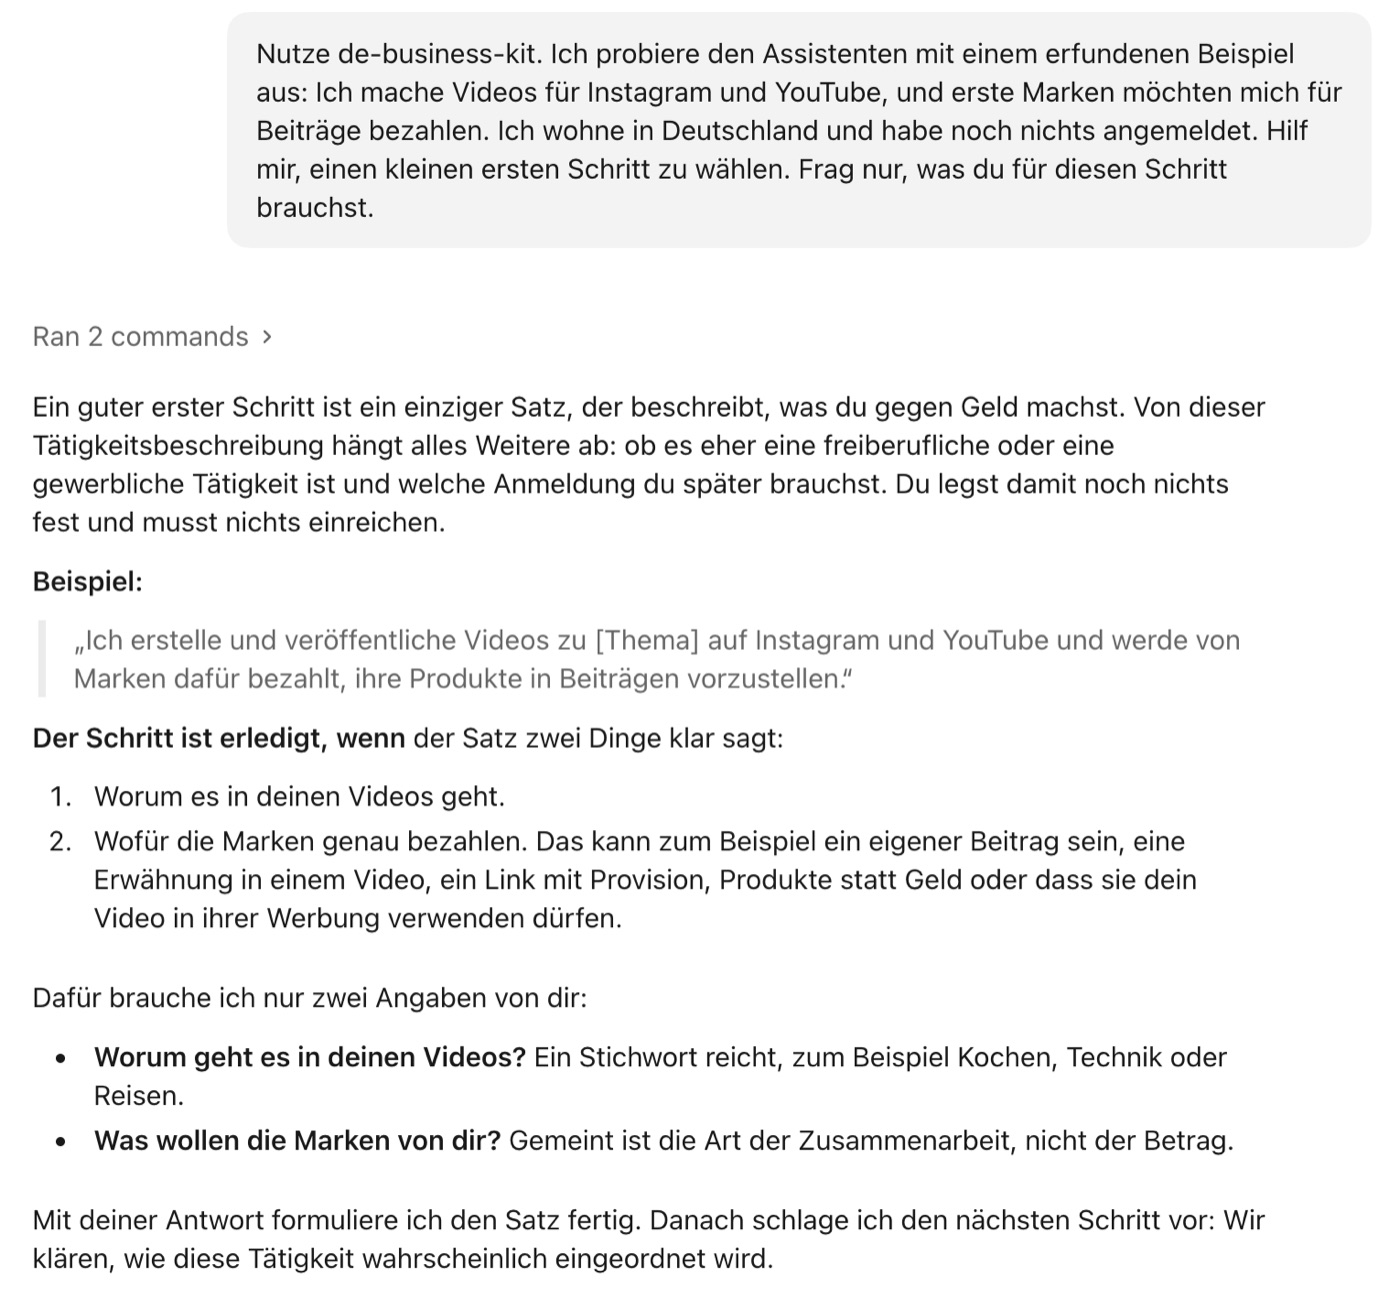 Nutze de-business-kit. Ich probiere den Assistenten mit einem erfundenen Beispiel
aus: Ich mache Videos für Instagram und YouTube, und erste Marken möchten mich für
Beiträge bezahlen. Ich wohne in Deutschland und habe noch nichts angemeldet. Hilf
mir, einen kleinen ersten Schritt zu wählen. Frag nur, was du für diesen Schritt
brauchst.
Ran 2 commands >
Ein guter erster Schritt ist ein einziger Satz, der beschreibt, was du gegen Geld machst. Von dieser
Tätigkeitsbeschreibung hängt alles Weitere ab: ob es eher eine freiberufliche oder eine
gewerbliche Tätigkeit ist und welche Anmeldung du später brauchst. Du legst damit noch nichts
fest und musst nichts einreichen.
Beispiel:
„Ich erstelle und veröffentliche Videos zu [Thema] auf Instagram und YouTube und werde von
Marken dafür bezahlt, ihre Produkte in Beiträgen vorzustellen.“
Der Schritt ist erledigt, wenn der Satz zwei Dinge klar sagt:
1. Worum es in deinen Videos geht.
2. Wofür die Marken genau bezahlen. Das kann zum Beispiel ein eigener Beitrag sein, eine
Erwähnung in einem Video, ein Link mit Provision, Produkte statt Geld oder dass sie dein
Video in ihrer Werbung verwenden dürfen.
Dafür brauche ich nur zwei Angaben von dir:
• Worum geht es in deinen Videos? Ein Stichwort reicht, zum Beispiel Kochen, Technik oder
Reisen.
• Was wollen die Marken von dir? Gemeint ist die Art der Zusammenarbeit, nicht der Betrag.
Mit deiner Antwort formuliere ich den Satz fertig. Danach schlage ich den nächsten Schritt vor: Wir
klären, wie diese Tätigkeit wahrscheinlich eingeordnet wird.